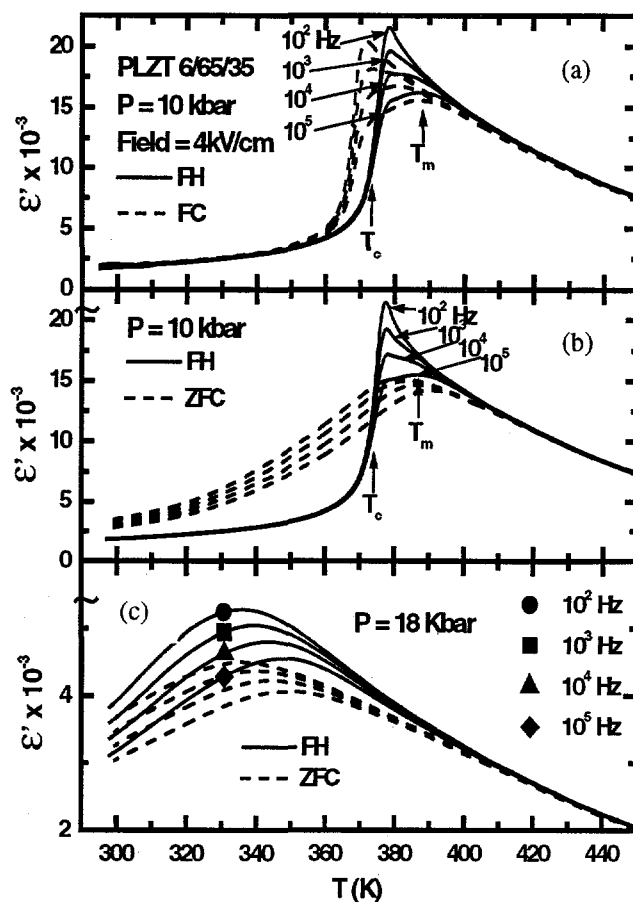 20
15
10
5
0
ε' x 10⁻³
PLZT 6/65/35
P = 10 kbar
Field = 4kV/cm
FH
FC
10² Hz
10³
10⁴
10⁵
(a)
T_m
T_c
20
15
10
5
0
ε' x 10⁻³
P = 10 kbar
FH
ZFC
10² Hz
10³
10⁴
10⁵
(b)
T_m
T_c
4
2
ε' x 10⁻³
(c)
P = 18 Kbar
10² Hz
10³ Hz
10⁴ Hz
10⁵ Hz
FH
ZFC
300 320 340 360 380 400 420 440
T (K)